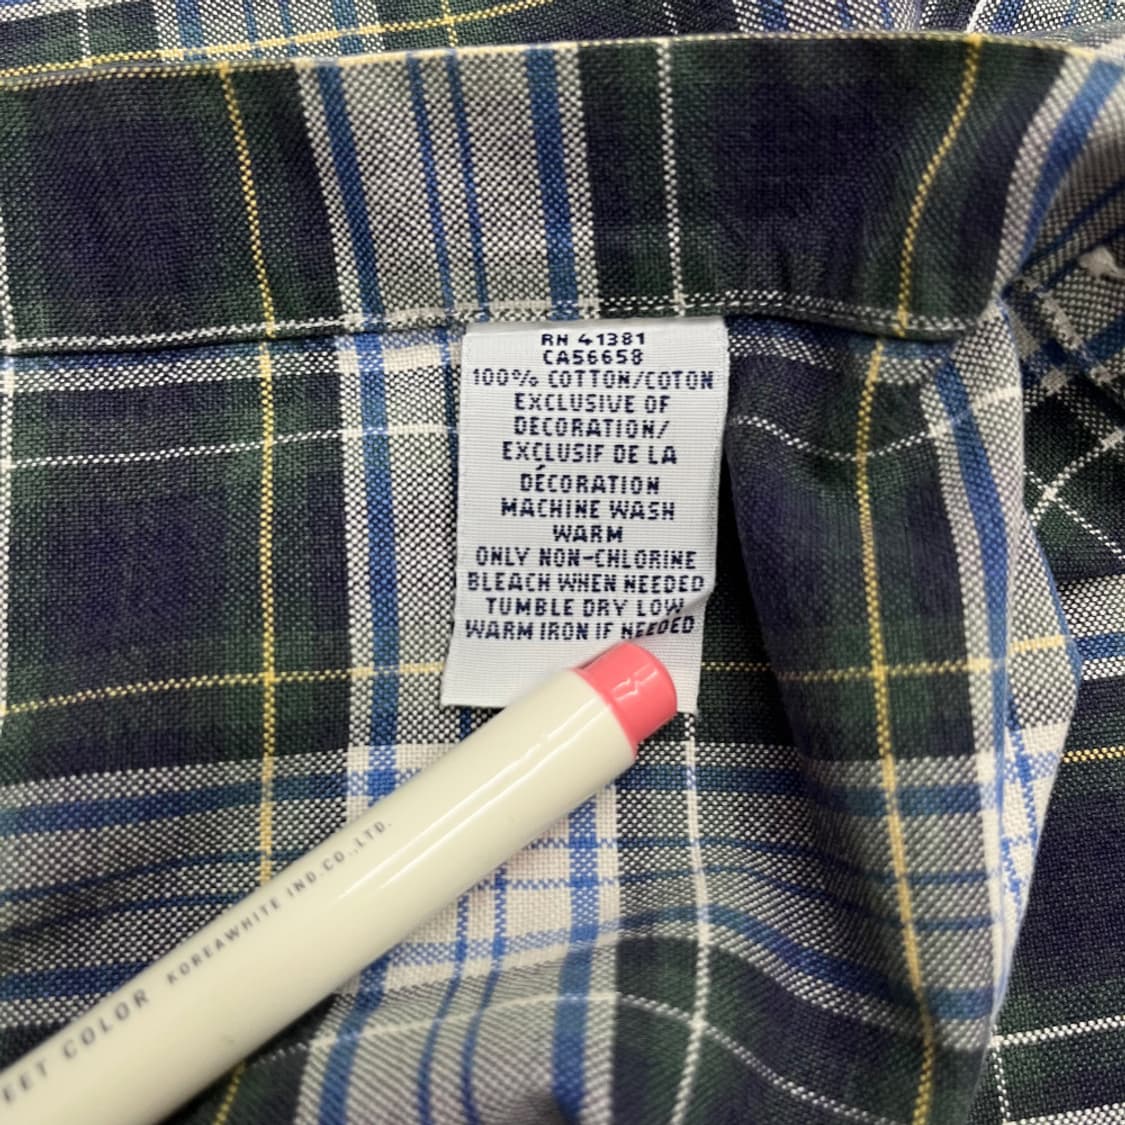 RN 41381
CA56658
100% COTTON/COTON
EXCLUSIVE OF
DECORATION/
EXCLUSIF DE LA
DÉCORATION
MACHINE WASH
WARM
ONLY NON-CHLORINE
BLEACH WHEN NEEDED
TUMBLE DRY LOW
WARM IRON IF NEEDED
EET COLOR KOREAWHITE IND.CO.,LTD.